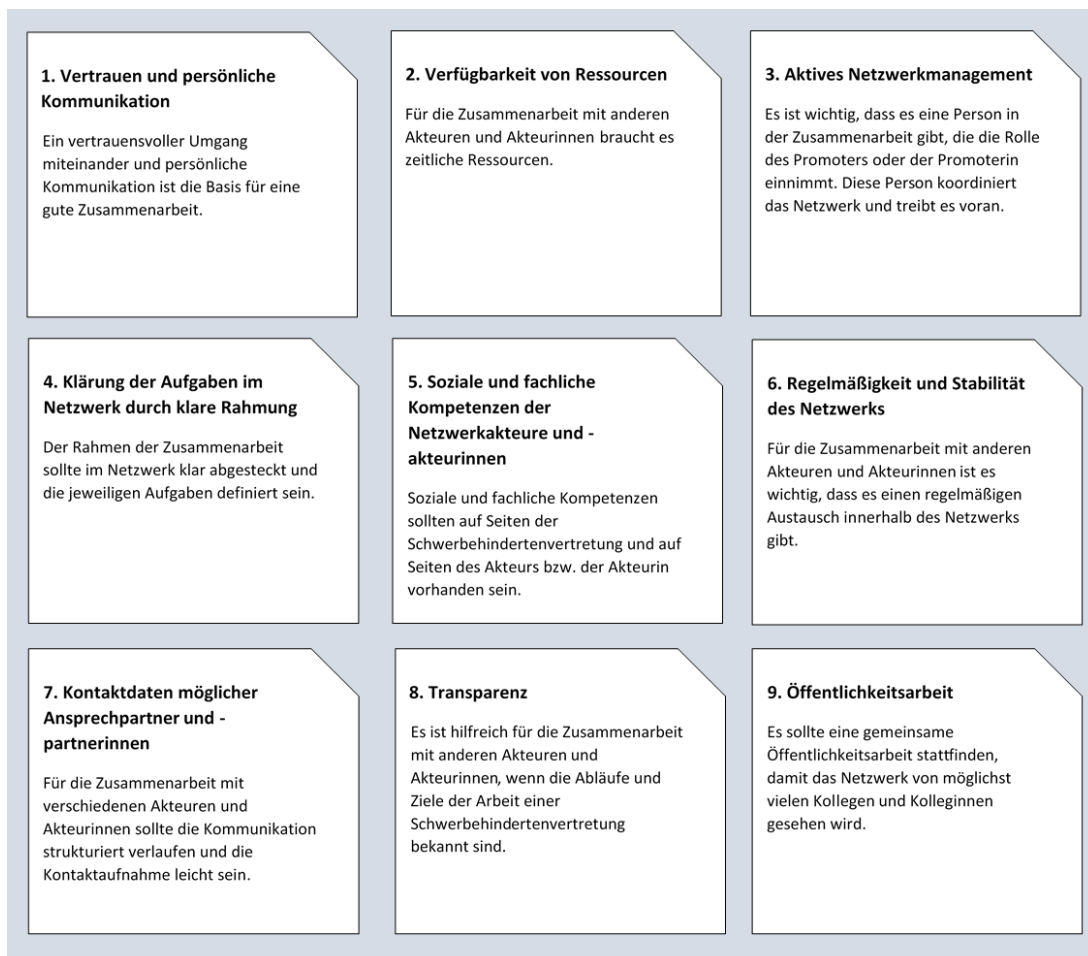 1. Vertrauen und persönliche
Kommunikation
Ein vertrauensvoller Umgang
miteinander und persönliche
Kommunikation ist die Basis für eine
gute Zusammenarbeit.
2. Verfügbarkeit von Ressourcen
Für die Zusammenarbeit mit anderen
Akteuren und Akteurinnen braucht es
zeitliche Ressourcen.
3. Aktives Netzwerkmanagement
Es ist wichtig, dass es eine Person in
der Zusammenarbeit gibt, die die Rolle
des Promoters oder der Promoterin
einnimmt. Diese Person koordiniert
das Netzwerk und treibt es voran.
4. Klärung der Aufgaben im
Netzwerk durch klare Rahmung
Der Rahmen der Zusammenarbeit
sollte im Netzwerk klar abgesteckt und
die jeweiligen Aufgaben definiert sein.
5. Soziale und fachliche
Kompetenzen der
Netzwerkakteure und -
akteurinnen
Soziale und fachliche Kompetenzen
sollten auf Seiten der
Schwerbehindertenvertretung und auf
Seiten des Akteurs bzw. der Akteurin
vorhanden sein.
6. Regelmäßigkeit und Stabilität
des Netzwerks
Für die Zusammenarbeit mit anderen
Akteuren und Akteurinnen ist es
wichtig, dass es einen regelmäßigen
Austausch innerhalb des Netzwerks
gibt.
7. Kontaktdaten möglicher
Ansprechpartner und -
partnerinnen
Für die Zusammenarbeit mit
verschiedenen Akteuren und
Akteurinnen sollte die Kommunikation
strukturiert verlaufen und die
Kontaktaufnahme leicht sein.
8. Transparenz
Es ist hilfreich für die Zusammenarbeit
mit anderen Akteuren und
Akteurinnen, wenn die Abläufe und
Ziele der Arbeit einer
Schwerbehindertenvertretung
bekannt sind.
9. Öffentlichkeitsarbeit
Es sollte eine gemeinsame
Öffentlichkeitsarbeit stattfinden,
damit das Netzwerk von möglichst
vielen Kollegen und Kolleginnen
gesehen wird.